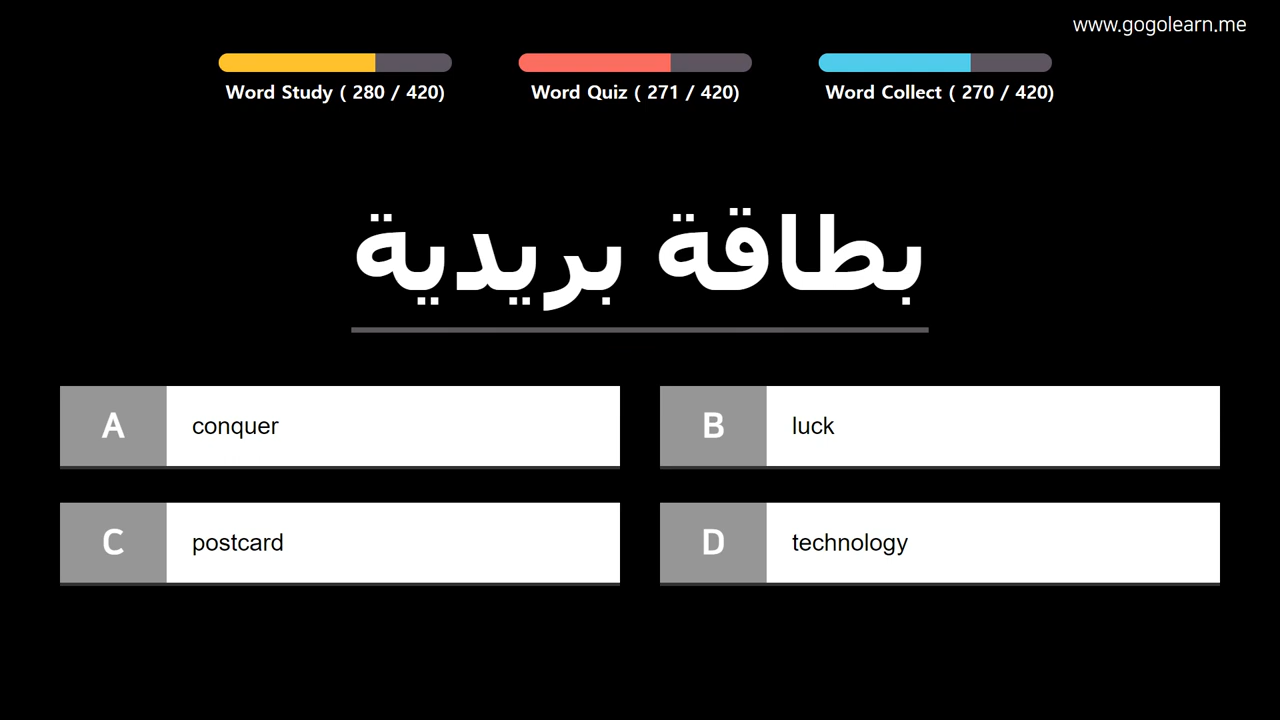 www.gogolearn.me
Word Study ( 280 / 420)
Word Quiz ( 271 / 420)
Word Collect ( 270 / 420)
بطاقة بريدية
A conquer
B luck
C postcard
D technology